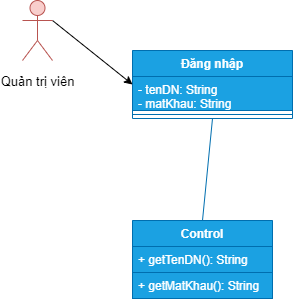 Quản trị viên
Đăng nhập
- tenDN: String
- matKhau: String
Control
+ getTenDN(): String
+ getMatKhau(): String